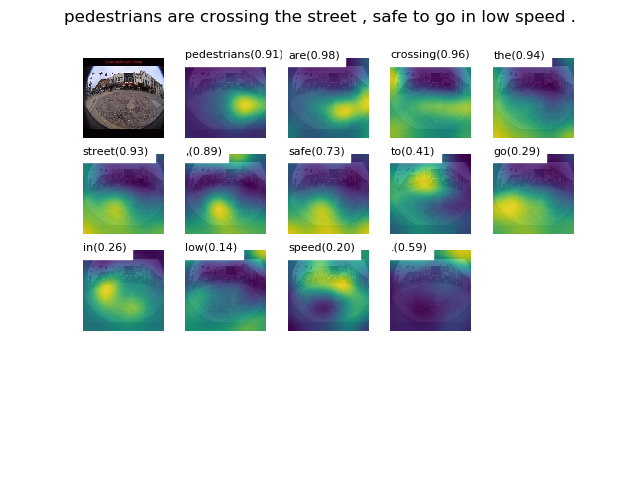 pedestrians are crossing the street , safe to go in low speed .
pedestrians(0.91) are(0.98) crossing(0.96) the(0.94)
street(0.93) ,(0.89) safe(0.73) to(0.41) go(0.29)
in(0.26) low(0.14) speed(0.20) .(0.59)